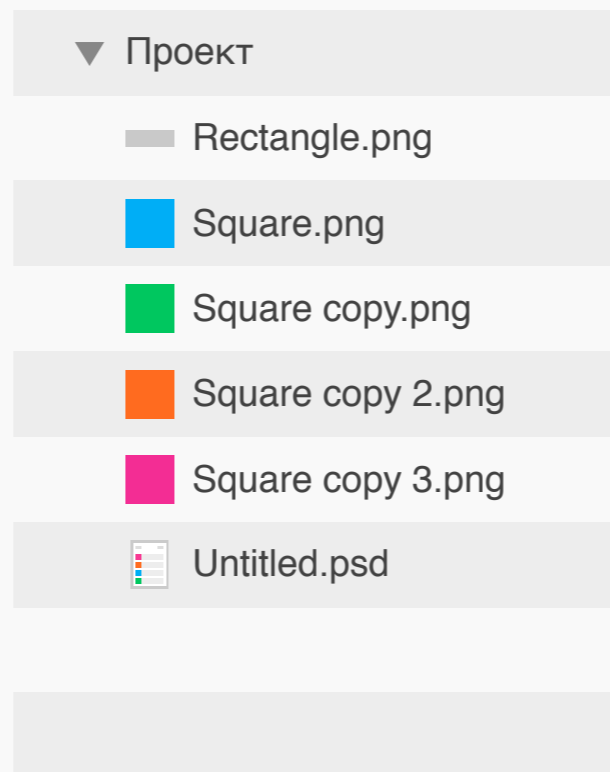 Проект
Rectangle.png
Square.png
Square copy.png
Square copy 2.png
Square copy 3.png
Untitled.psd